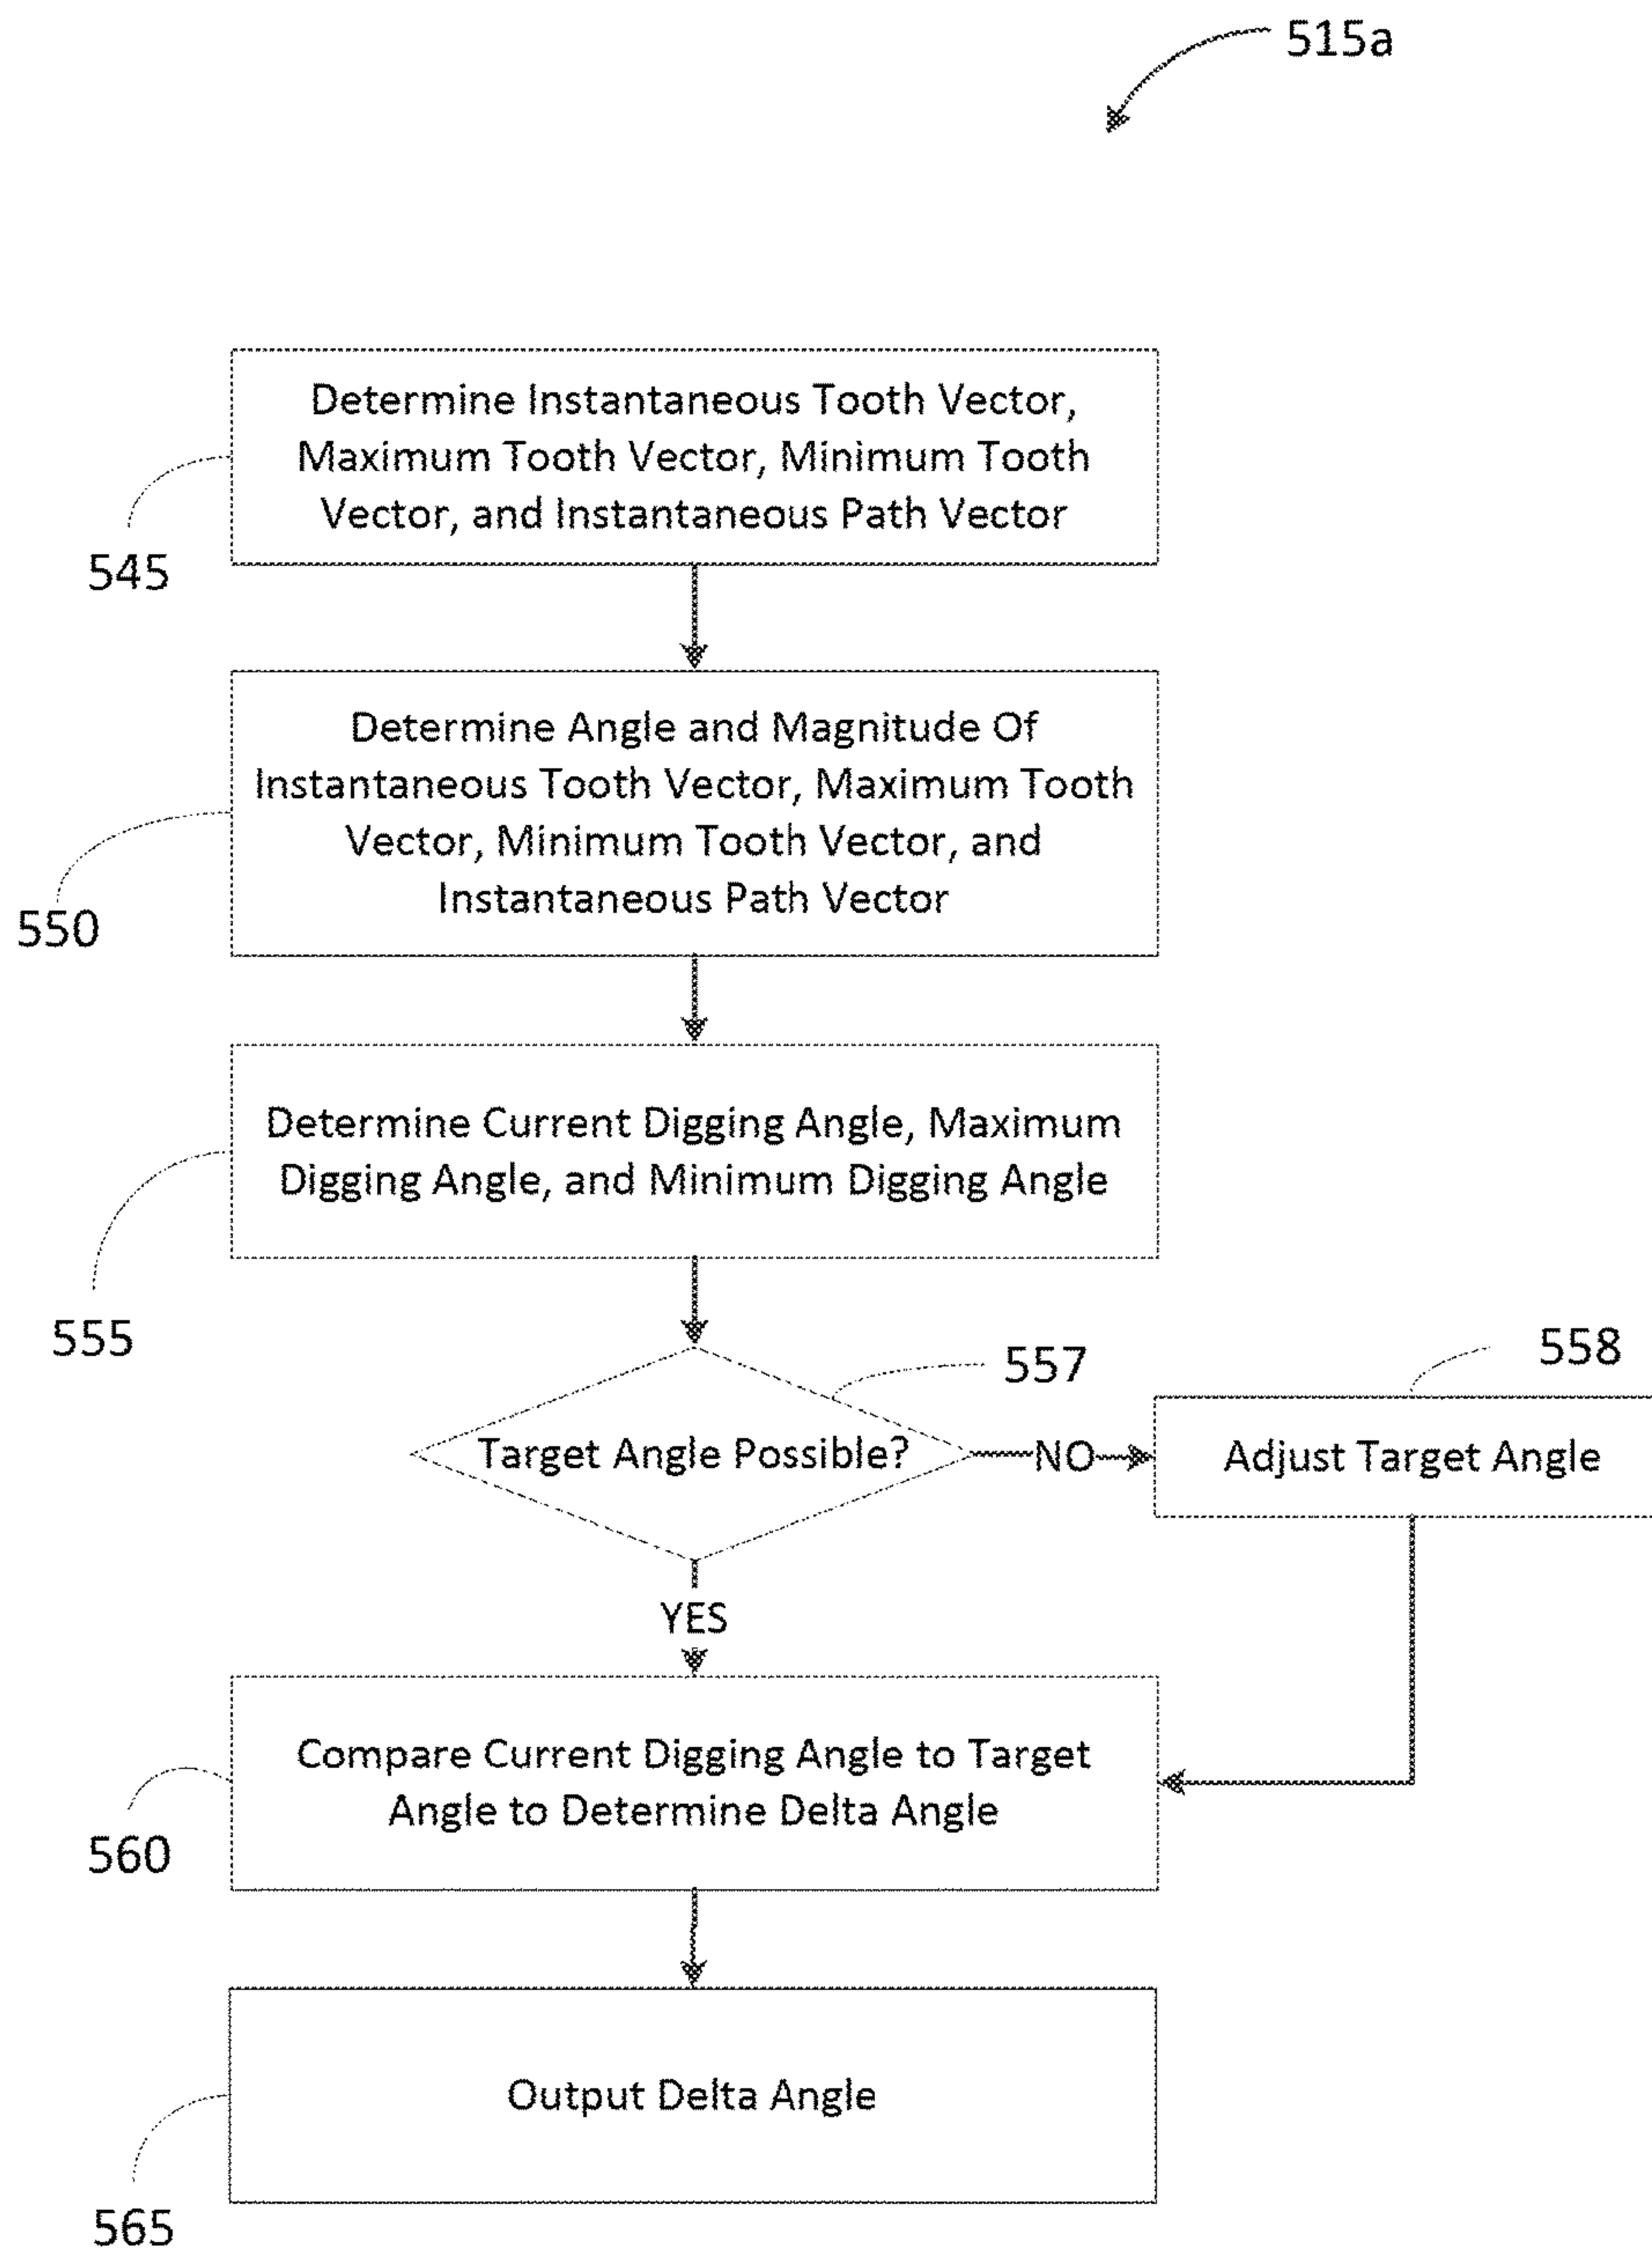 515a
Determine Instantaneous Tooth Vector,
Maximum Tooth Vector, Minimum Tooth
Vector, and Instantaneous Path Vector
545
Determine Angle and Magnitude Of
Instantaneous Tooth Vector, Maximum Tooth
Vector, Minimum Tooth Vector, and
Instantaneous Path Vector
550
Determine Current Digging Angle, Maximum
Digging Angle, and Minimum Digging Angle
555
557
558
Target Angle Possible?
NO
Adjust Target Angle
YES
Compare Current Digging Angle to Target
Angle to Determine Delta Angle
560
Output Delta Angle
565